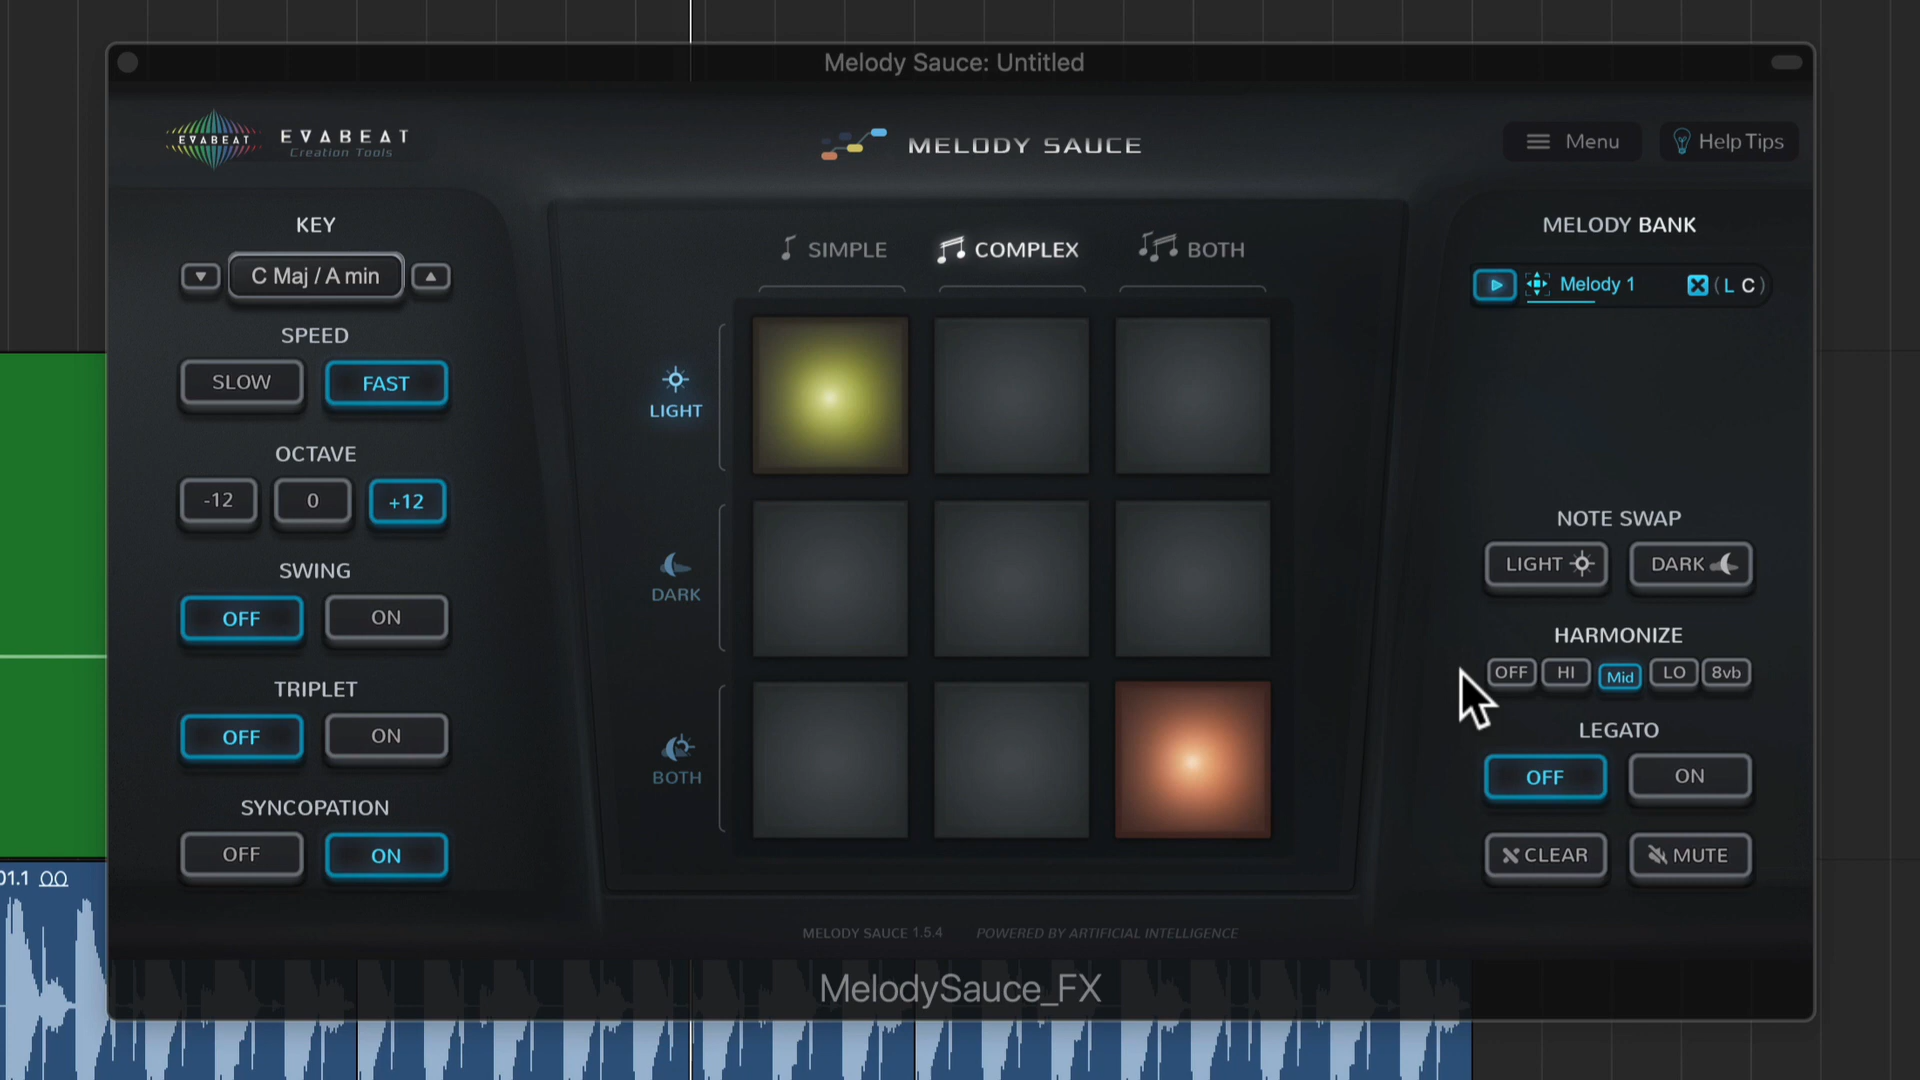 Melody Sauce: Untitled
EVABEAT
EVABEAT
Creation Tools
MELODY SAUCE
Menu
Help Tips
KEY
C Maj / A min
SPEED
SLOW
FAST
OCTAVE
-12
0
+12
SWING
OFF
ON
TRIPLET
OFF
ON
SYNCOPATION
OFF
ON
SIMPLE
COMPLEX
BOTH
LIGHT
DARK
BOTH
MELODY BANK
Melody 1
( L C )
NOTE SWAP
LIGHT
DARK
HARMONIZE
OFF
HI
Mid
LO
8vb
LEGATO
OFF
ON
CLEAR
MUTE
MELODY SAUCE 1.5.4
POWERED BY ARTIFICIAL INTELLIGENCE
MelodySauce_FX
01.1